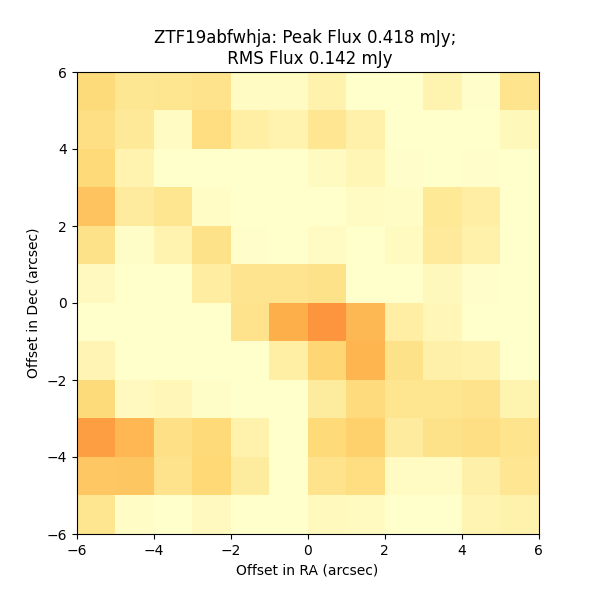 ZTF19abfwhja: Peak Flux 0.418 mJy;
RMS Flux 0.142 mJy
6
4
2
0
−2
−4
−6
Offset in Dec (arcsec)
−6 −4 −2 0 2 4 6
Offset in RA (arcsec)